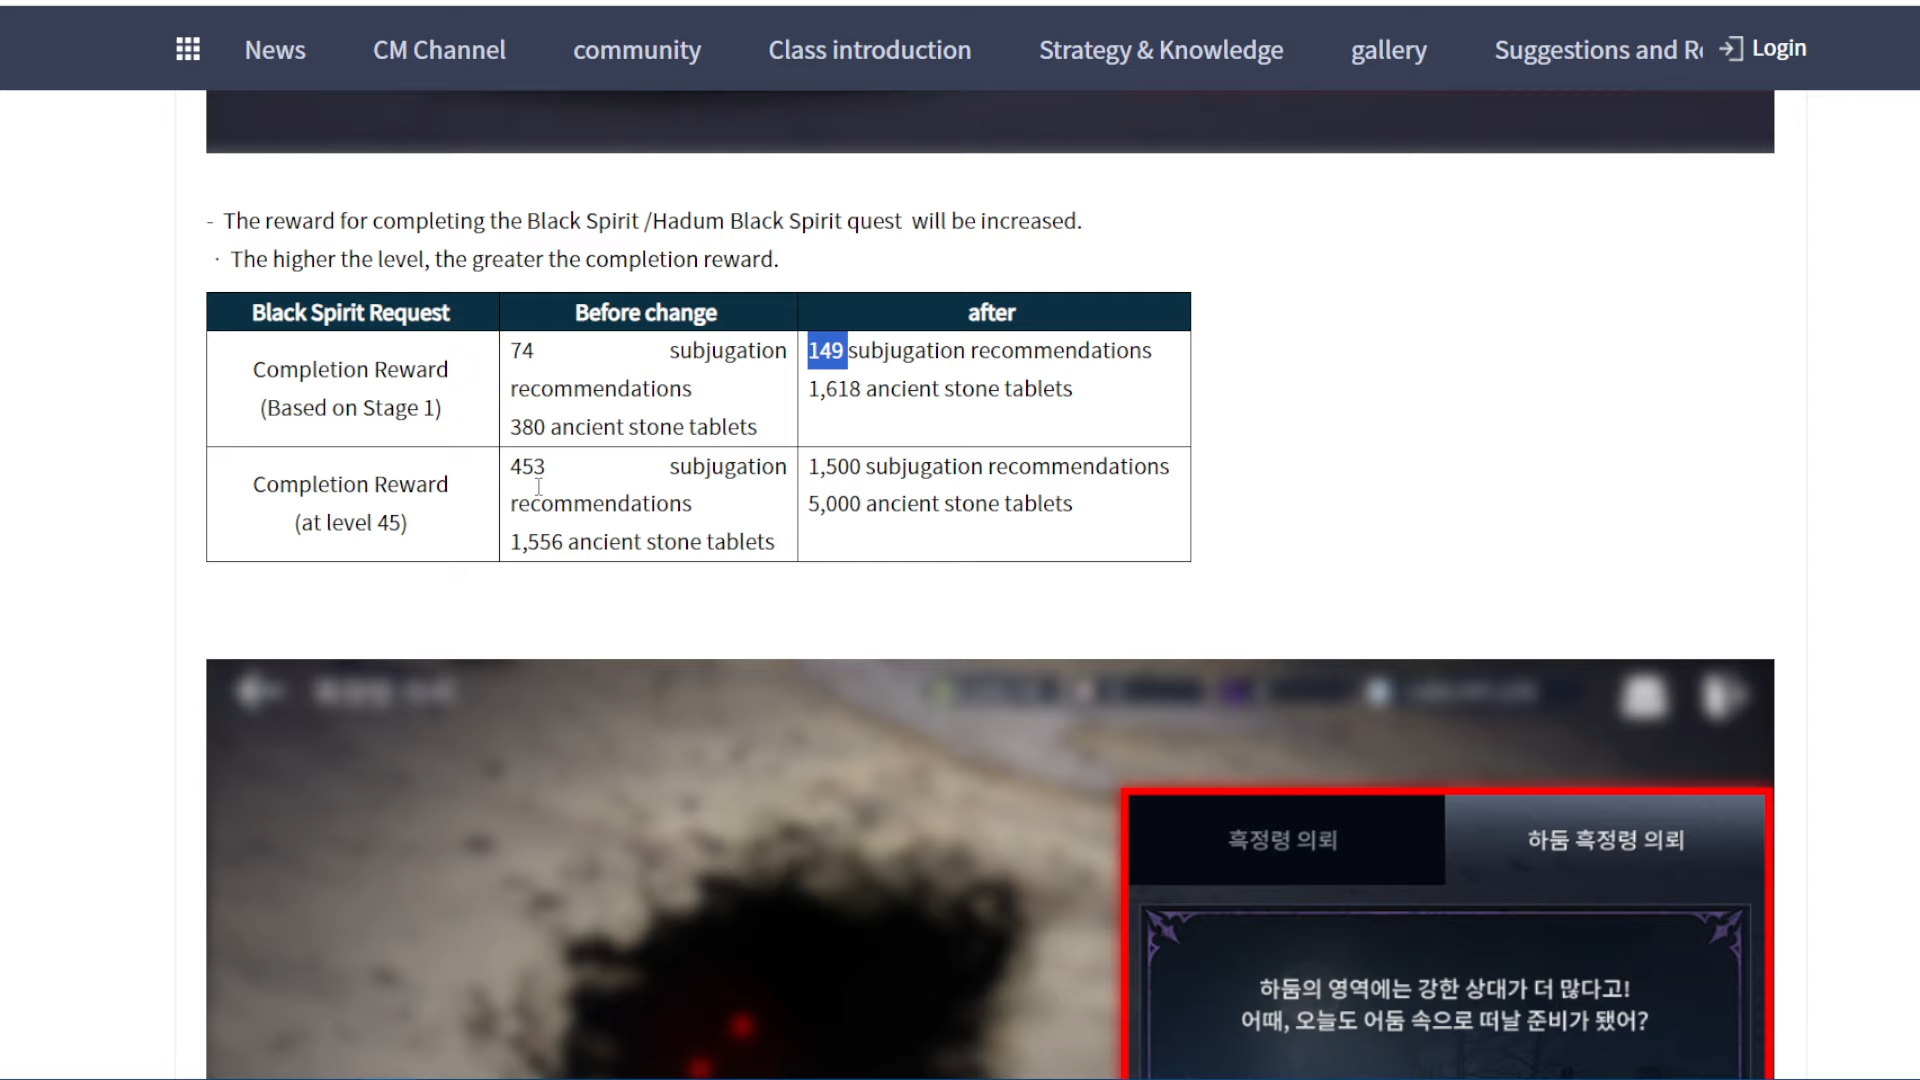 News CM Channel community Class introduction Strategy & Knowledge gallery Suggestions and Login
- The reward for completing the Black Spirit /Hadum Black Spirit quest will be increased.
· The higher the level, the greater the completion reward.
Black Spirit Request Before change after
Completion Reward
(Based on Stage 1)
74 subjugation
recommendations
380 ancient stone tablets
149 subjugation recommendations
1,618 ancient stone tablets
Completion Reward
(at level 45)
453 subjugation
recommendations
1,556 ancient stone tablets
1,500 subjugation recommendations
5,000 ancient stone tablets
흑정령 의뢰 하둠 흑정령 의뢰
하둠의 영역에는 강한 상대가 더 많다고!
어때, 오늘도 어둠 속으로 떠날 준비가 됐어?